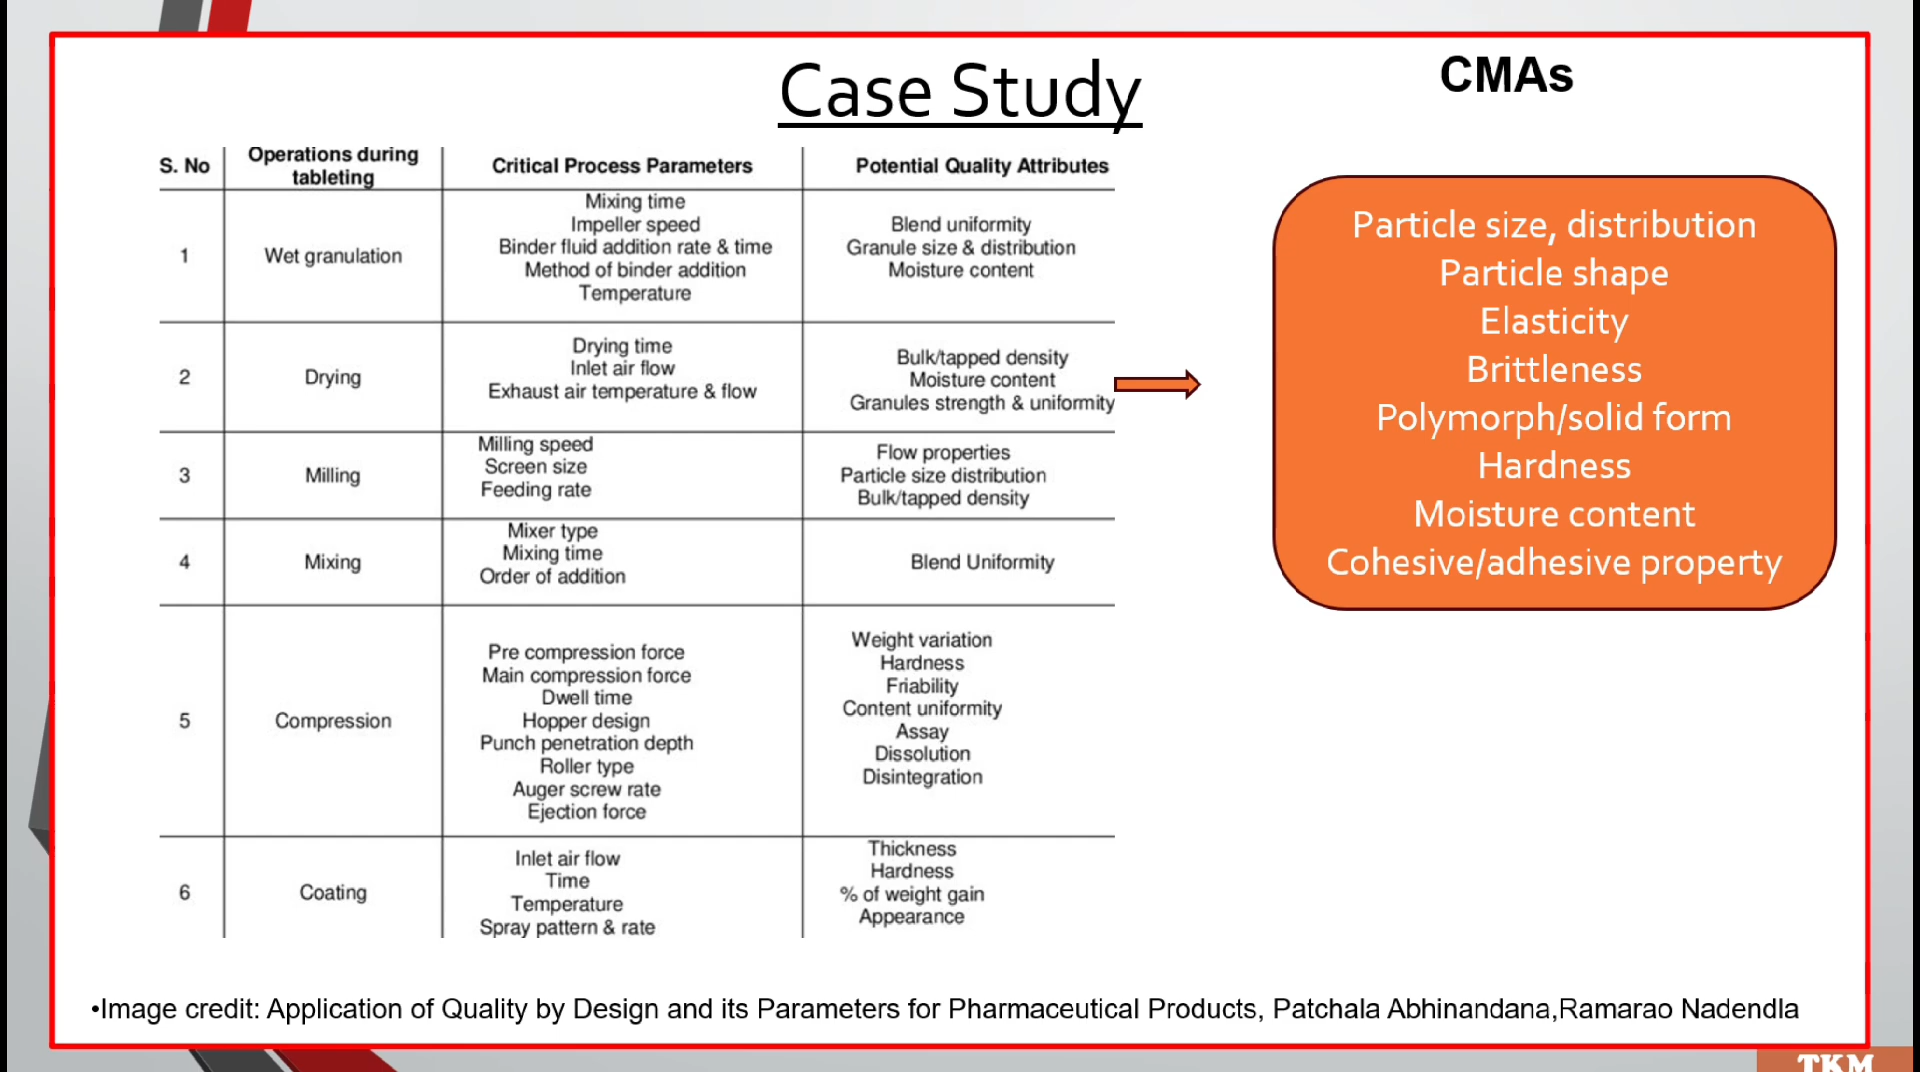 Case Study
CMAs
S. No
Operations during
tableting
Critical Process Parameters
Potential Quality Attributes
1
Wet granulation
Mixing time
Impeller speed
Binder fluid addition rate & time
Method of binder addition
Temperature
Blend uniformity
Granule size & distribution
Moisture content
2
Drying
Drying time
Inlet air flow
Exhaust air temperature & flow
Bulk/tapped density
Moisture content
Granules strength & uniformity
3
Milling
Milling speed
Screen size
Feeding rate
Flow properties
Particle size distribution
Bulk/tapped density
4
Mixing
Mixer type
Mixing time
Order of addition
Blend Uniformity
5
Compression
Pre compression force
Main compression force
Dwell time
Hopper design
Punch penetration depth
Roller type
Auger screw rate
Ejection force
Weight variation
Hardness
Friability
Content uniformity
Assay
Dissolution
Disintegration
6
Coating
Inlet air flow
Time
Temperature
Spray pattern & rate
Thickness
Hardness
% of weight gain
Appearance
Particle size, distribution
Particle shape
Elasticity
Brittleness
Polymorph/solid form
Hardness
Moisture content
Cohesive/adhesive property
•Image credit: Application of Quality by Design and its Parameters for Pharmaceutical Products, Patchala Abhinandana,Ramarao Nadendla
TKM